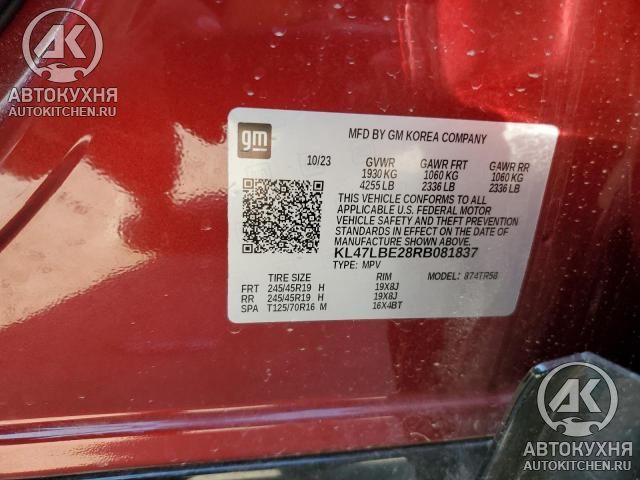 АК
АВТОКУХНЯ
AUTOKITCHEN.RU
gm
MFD BY GM KOREA COMPANY
10/23 GVWR GAWR FRT GAWR RR
1930 KG 1060 KG 1060 KG
4255 LB 2336 LB 2336 LB
THIS VEHICLE CONFORMS TO ALL
APPLICABLE U.S. FEDERAL MOTOR
VEHICLE SAFETY AND THEFT PREVENTION
STANDARDS IN EFFECT ON THE DATE OF
MANUFACTURE SHOWN ABOVE.
KL47LBE28RB081837
TYPE: MPV MODEL: 874TR58
TIRE SIZE RIM
FRT 245/45R19 H 19X8J
RR 245/45R19 H 19X8J
SPA T125/70R16 M 16X4BT
АК
АВТОКУХНЯ
AUTOKITCHEN.RU